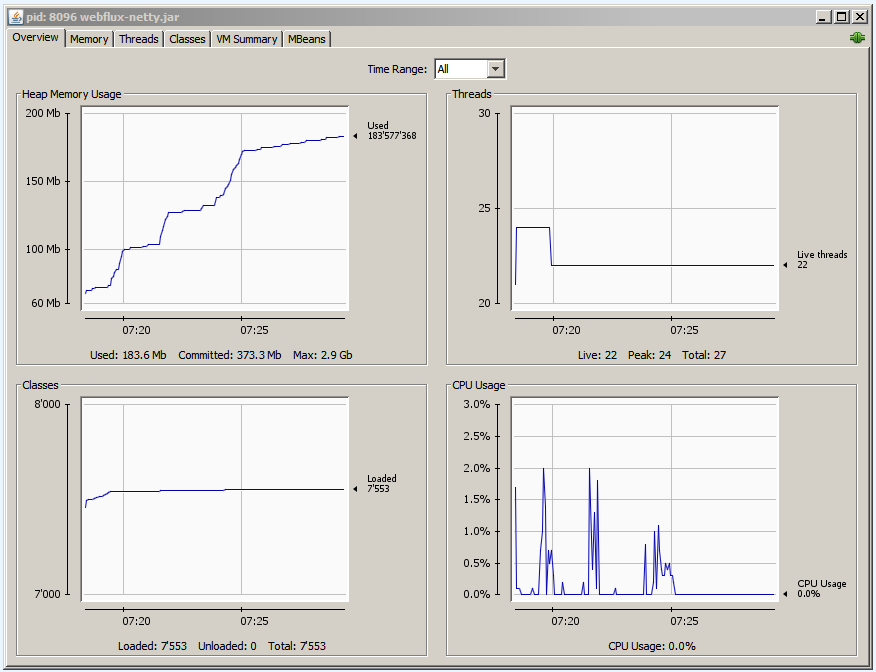 pid: 8096 webflux-netty.jar
Overview Memory Threads Classes VM Summary MBeans
Time Range: All
Heap Memory Usage
200 Mb
150 Mb
100 Mb
60 Mb
Used
183'577'368
07:20 07:25
Used: 183.6 Mb Committed: 373.3 Mb Max: 2.9 Gb
Threads
30
25
20
Live threads
22
07:20 07:25
Live: 22 Peak: 24 Total: 27
Classes
8'000
7'000
Loaded
7'553
07:20 07:25
Loaded: 7'553 Unloaded: 0 Total: 7'553
CPU Usage
3.0%
2.5%
2.0%
1.5%
1.0%
0.5%
0.0%
CPU Usage
0.0%
07:20 07:25
CPU Usage: 0.0%